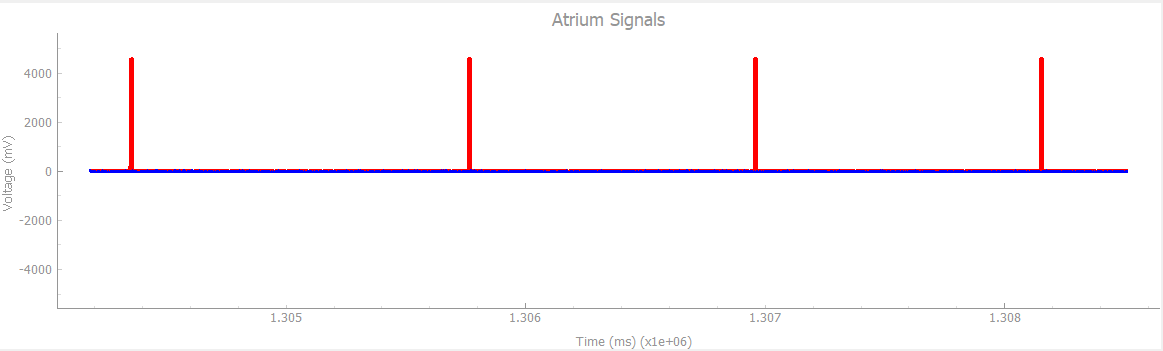 Atrium Signals
Voltage (mV)
4000
2000
0
-2000
-4000
1.305 1.306 1.307 1.308
Time (ms) (x1e+06)